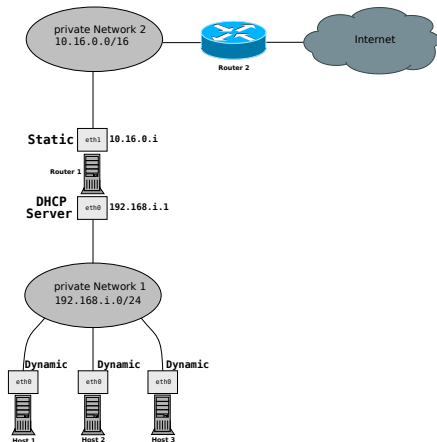 private Network 2
10.16.0.0/16
Internet
Router 2
Static
eth1
10.16.0.i
Router 1
DHCP
Server
eth0
192.168.i.1
private Network 1
192.168.i.0/24
Dynamic
Dynamic
Dynamic
eth0
eth0
eth0
Host 1
Host 2
Host 3